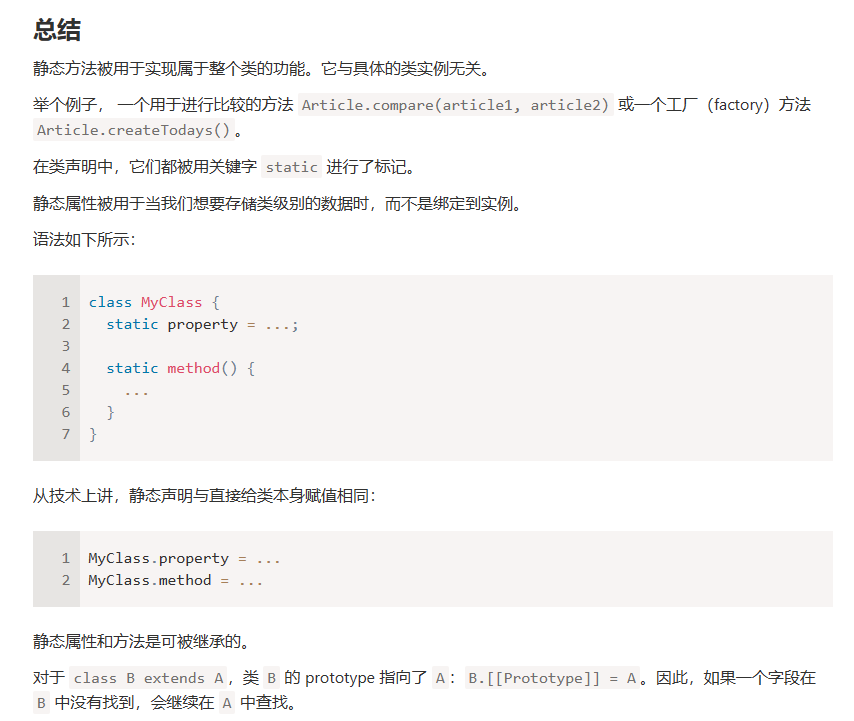 总结
静态方法被用于实现属于整个类的功能。它与具体的类实例无关。
举个例子， 一个用于进行比较的方法 Article.compare(article1, article2) 或一个工厂（factory）方法
Article.createTodays()。
在类声明中，它们都被用关键字 static 进行了标记。
静态属性被用于当我们想要存储类级别的数据时，而不是绑定到实例。
语法如下所示：
1 class MyClass {
2   static property = ...;
3
4   static method() {
5     ...
6   }
7 }
从技术上讲，静态声明与直接给类本身赋值相同：
1 MyClass.property = ...
2 MyClass.method = ...
静态属性和方法是可被继承的。
对于 class B extends A，类 B 的 prototype 指向了 A：B.[[Prototype]] = A。因此，如果一个字段在
B 中没有找到，会继续在 A 中查找。